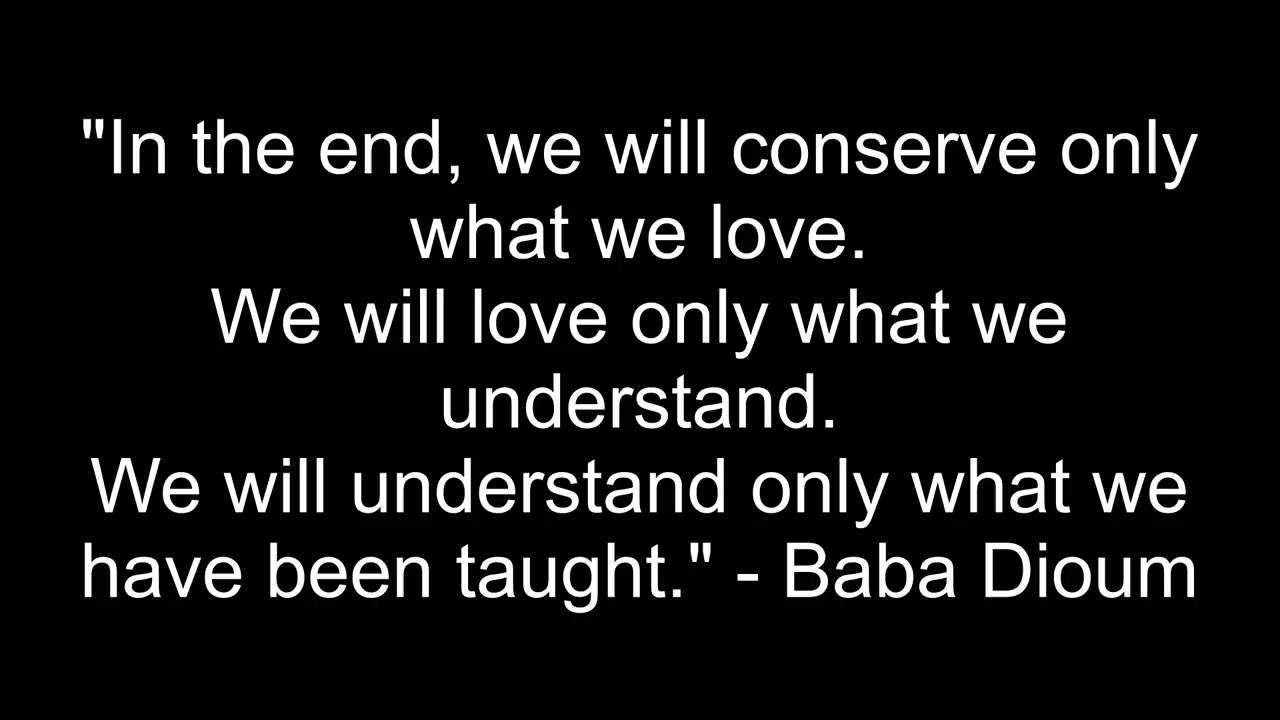 "In the end, we will conserve only
what we love.
We will love only what we
understand.
We will understand only what we
have been taught." - Baba Dioum